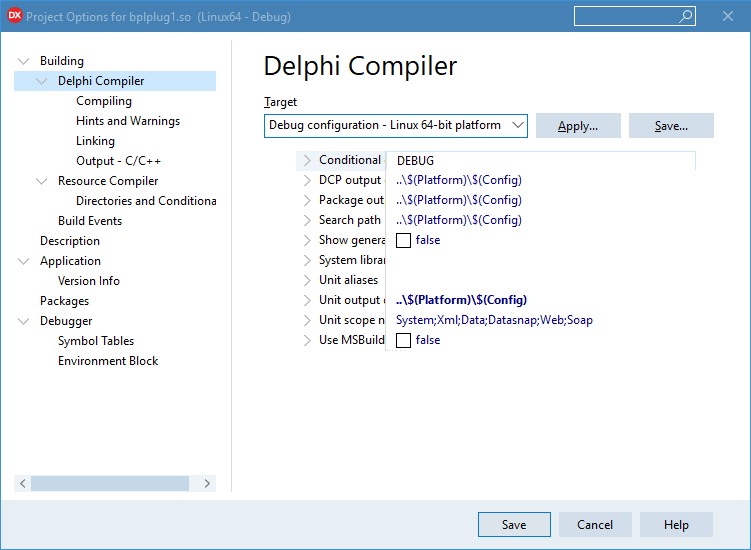 DX Project Options for bplplug1.so (Linux64 - Debug)
Building
Delphi Compiler
Compiling
Hints and Warnings
Linking
Output - C/C++
Resource Compiler
Directories and Conditiona
Build Events
Description
Application
Version Info
Packages
Debugger
Symbol Tables
Environment Block
Delphi Compiler
Target
Debug configuration - Linux 64-bit platform
Apply...
Save...
Conditional DEBUG
DCP output ..\$(Platform)\$(Config)
Package out ..\$(Platform)\$(Config)
Search path ..\$(Platform)\$(Config)
Show genera false
System librar
Unit aliases
Unit output ..\$(Platform)\$(Config)
Unit scope n System;Xml;Data;Datasnap;Web;Soap
Use MSBuild false
Save
Cancel
Help